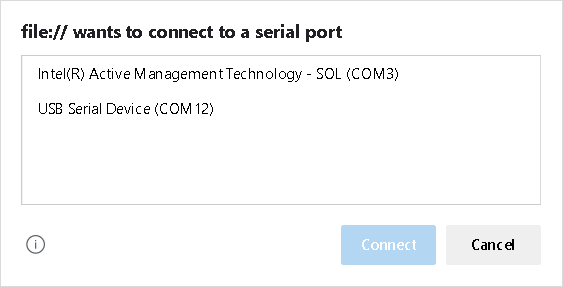 file:// wants to connect to a serial port
Intel(R) Active Management Technology - SOL (COM3)
USB Serial Device (COM12)
Connect
Cancel